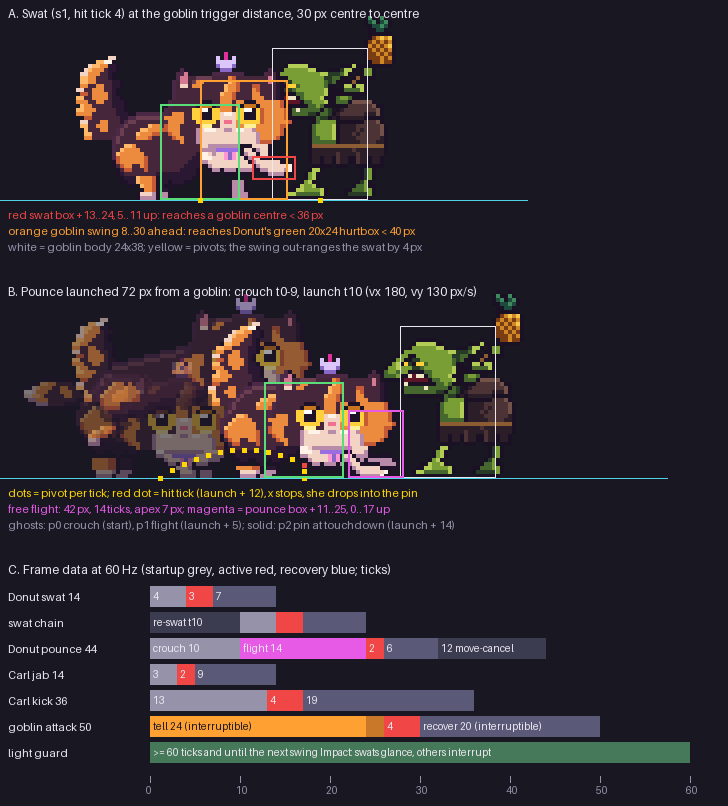 A. Swat (s1, hit tick 4) at the goblin trigger distance, 30 px centre to centre
red swat box +13..24, 5..11 up: reaches a goblin centre < 36 px
orange goblin swing 8..30 ahead: reaches Donut's green 20x24 hurtbox < 40 px
white = goblin body 24x38; yellow = pivots; the swing out-ranges the swat by 4 px
B. Pounce launched 72 px from a goblin: crouch t0-9, launch t10 (vx 180, vy 130 px/s)
dots = pivot per tick; red dot = hit tick (launch + 12), x stops, she drops into the pin
free flight: 42 px, 14 ticks, apex 7 px; magenta = pounce box +11..25, 0..17 up
ghosts: p0 crouch (start), p1 flight (launch + 5); solid: p2 pin at touchdown (launch + 14)
C. Frame data at 60 Hz (startup grey, active red, recovery blue; ticks)
Donut swat 14 4 3 7
swat chain re-swat t10
Donut pounce 44 crouch 10 flight 14 2 6 12 move-cancel
Carl jab 14 3 2 9
Carl kick 36 13 4 19
goblin attack 50 tell 24 (interruptible) 4 recover 20 (interruptible)
light guard >= 60 ticks and until the next swing Impact: swats glance, others interrupt
0 10 20 30 40 50 60